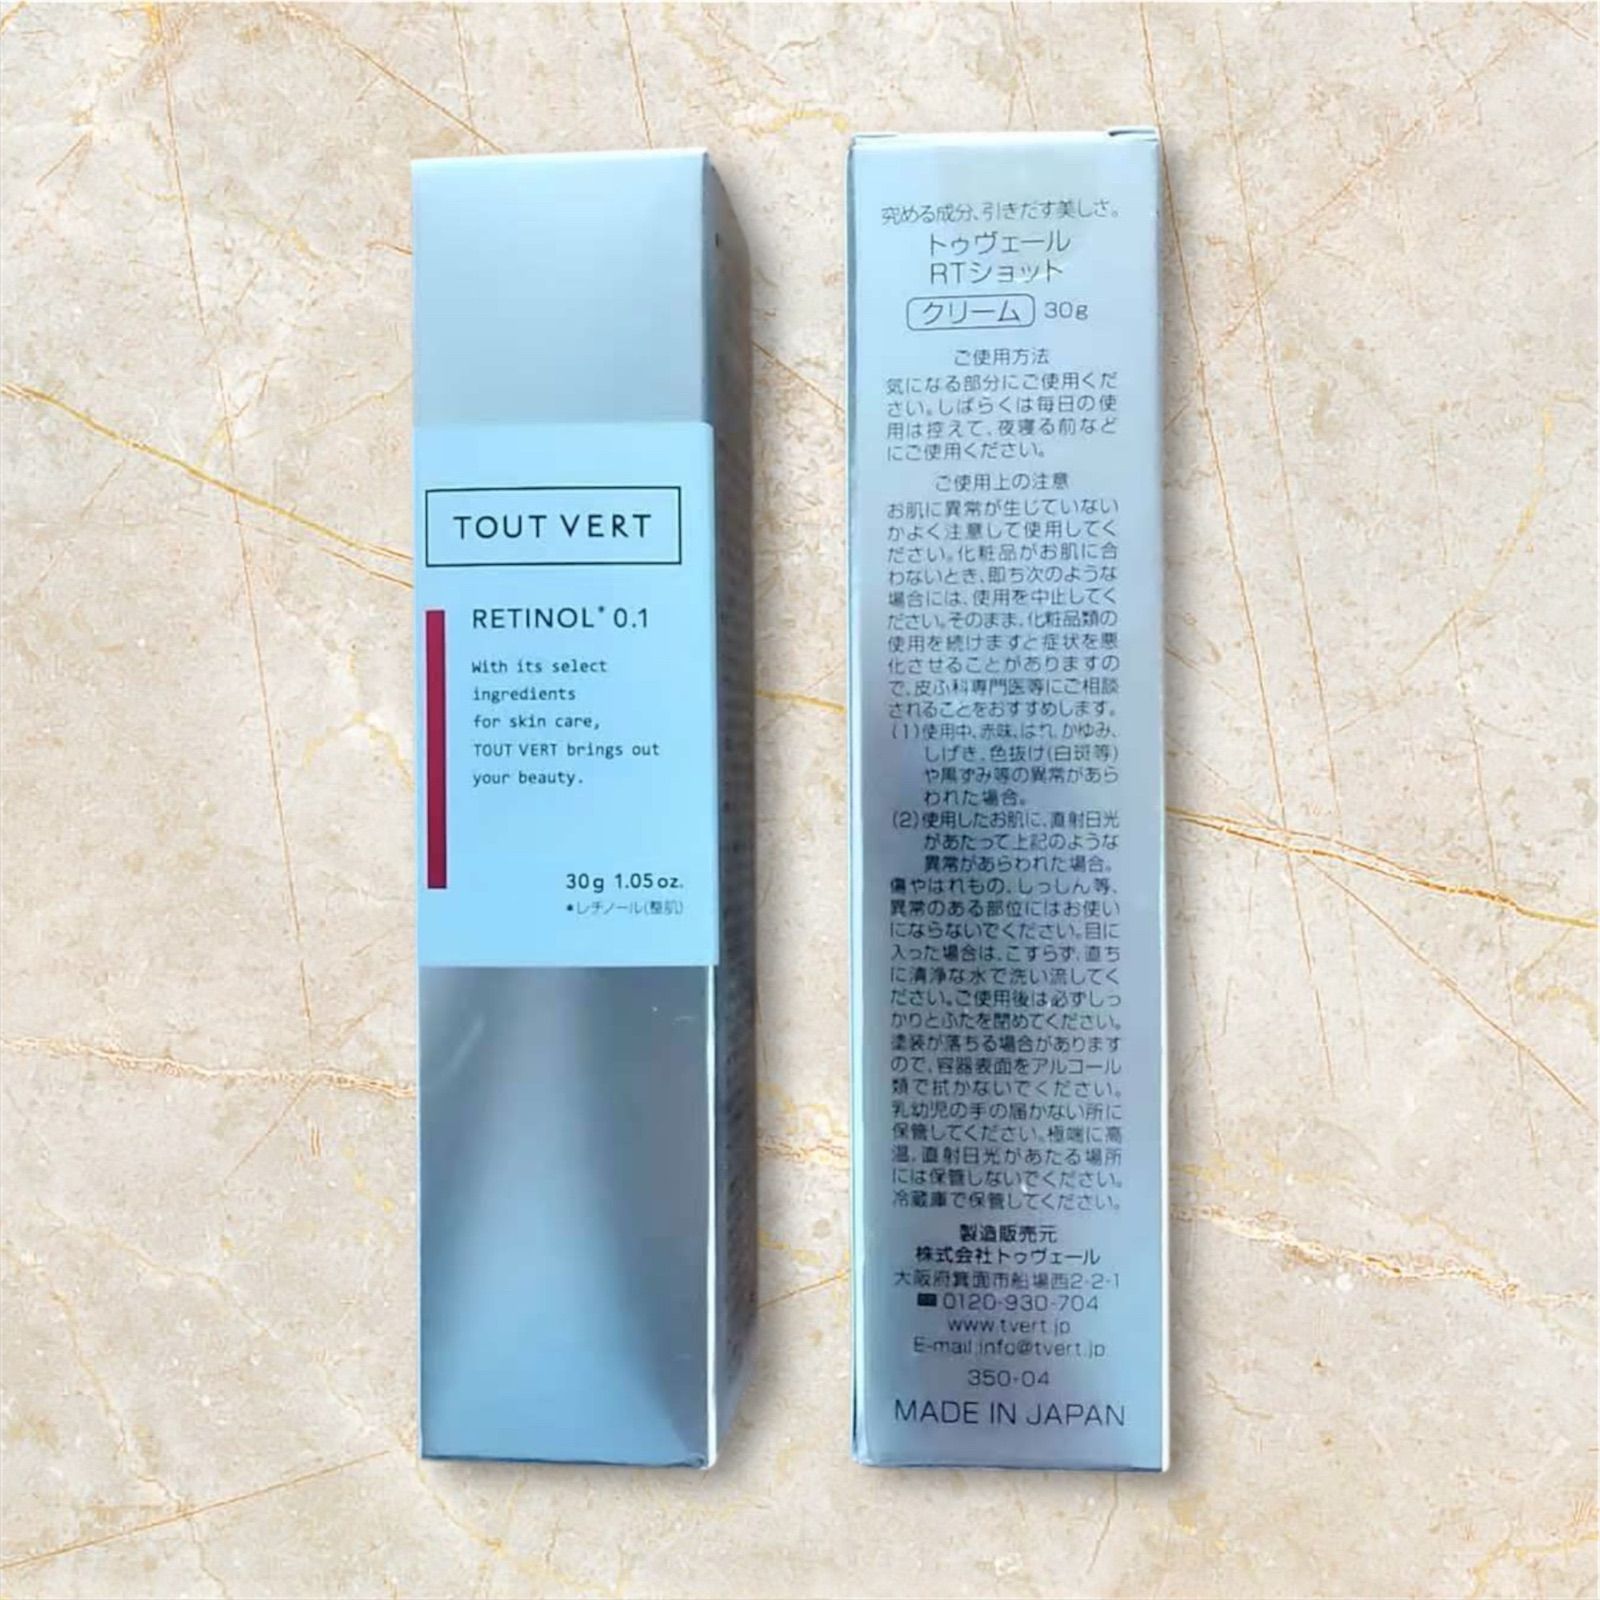 TOUT VERT
RETINOL* 0.1
With its select
ingredients
for skin care,
TOUT VERT brings out
your beauty.
30g 1.05oz.
*レチノール(整肌)
究める成分、引きだす美しさ。
トゥヴェール
RTショット
クリーム 30g
ご使用方法
気になる部分にご使用くだ
さい。しばらくは毎日の使
用は控えて、夜寝る前など
にご使用ください。
ご使用上の注意
お肌に異常が生じていない
かよく注意して使用してく
ださい。化粧品がお肌に合
わないとき、即ち次のような
場合には、使用を中止してく
ださい。そのまま、化粧品類の
使用を続けますと症状を悪
化させることがありますの
で、皮ふ科専門医等にご相談
されることをおすすめします。
(1)使用中、赤味、はれ、かゆみ、
しげき、色抜け(白斑等)
や黒ずみ等の異常があら
われた場合。
(2)使用したお肌に、直射日光
があたって上記のような
異常があらわれた場合。
傷やはれもの、しっしん等、
異常のある部位にはお使い
にならないでください。目に
入った場合は、こすらず、直ち
に清浄な水で洗い流してく
ださい。ご使用後は必ずしっ
かりとふたを閉めてください。
塗装が落ちる場合があります
ので、容器表面をアルコール
類で拭かないでください。
乳幼児の手の届かない所に
保管してください。極端に高
温、直射日光があたる場所
には保管しないでください。
冷蔵庫で保管してください。
製造販売元
株式会社トゥヴェール
大阪府箕面市船場西2-2-1
0120-930-704
www.tvert.jp
E-mail:info@tvert.jp
350-04
MADE IN JAPAN